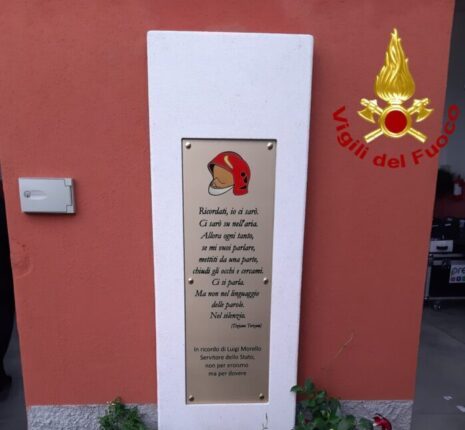 Vigili del Fuoco
Ricordati, io ci sarò.
Ci sarò su nell'aria.
Allora ogni tanto,
se mi vuoi parlare,
mettiti da una parte,
chiudi gli occhi e cercami.
Ci si parla.
Ma non nel linguaggio
delle parole.
Nel silenzio.
(Tiziano Terzani)
In ricordo di Luigi Morello
Servitore dello Stato,
non per eroismo
ma per dovere